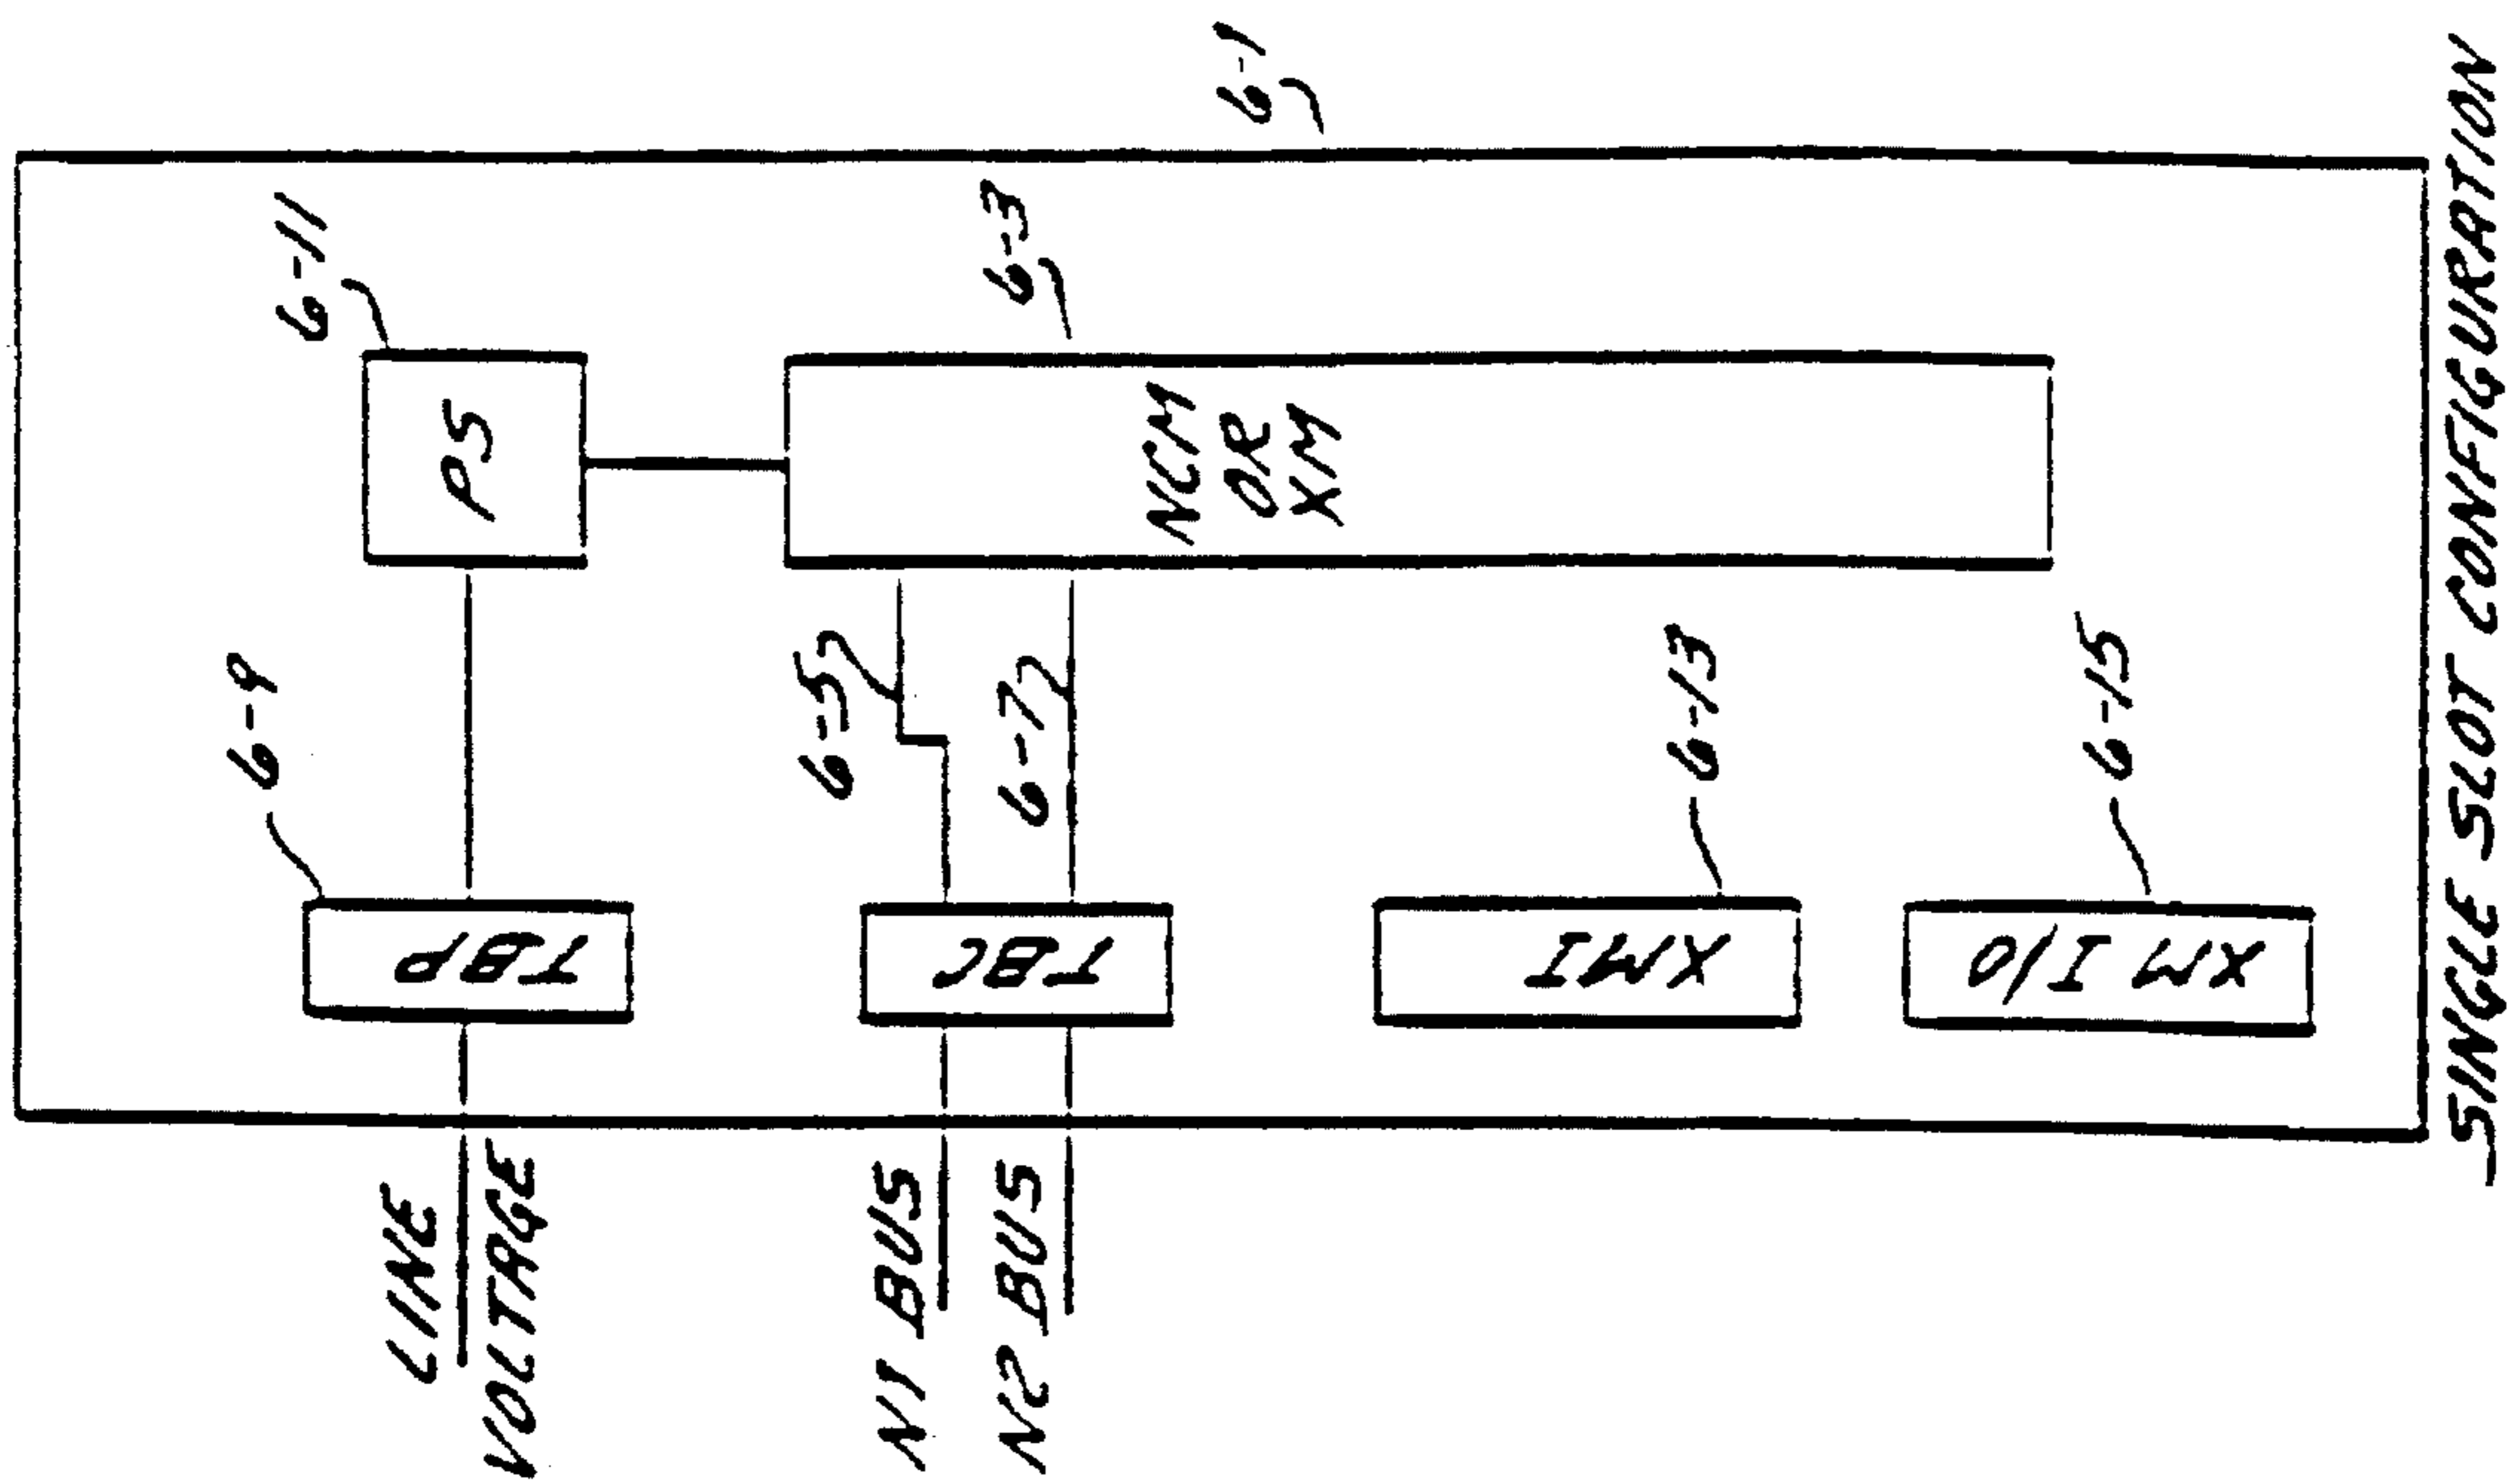 6-9
6-11
LINE
VOLTAGE
TBP
PS
6-5
N1 BUS
N2 BUS
6-7
6-3
TBC
NCM
OR
XM
6-1
6-13
XMI
6-15
XM I/O
SINGLE SLOT CONFIGURATION